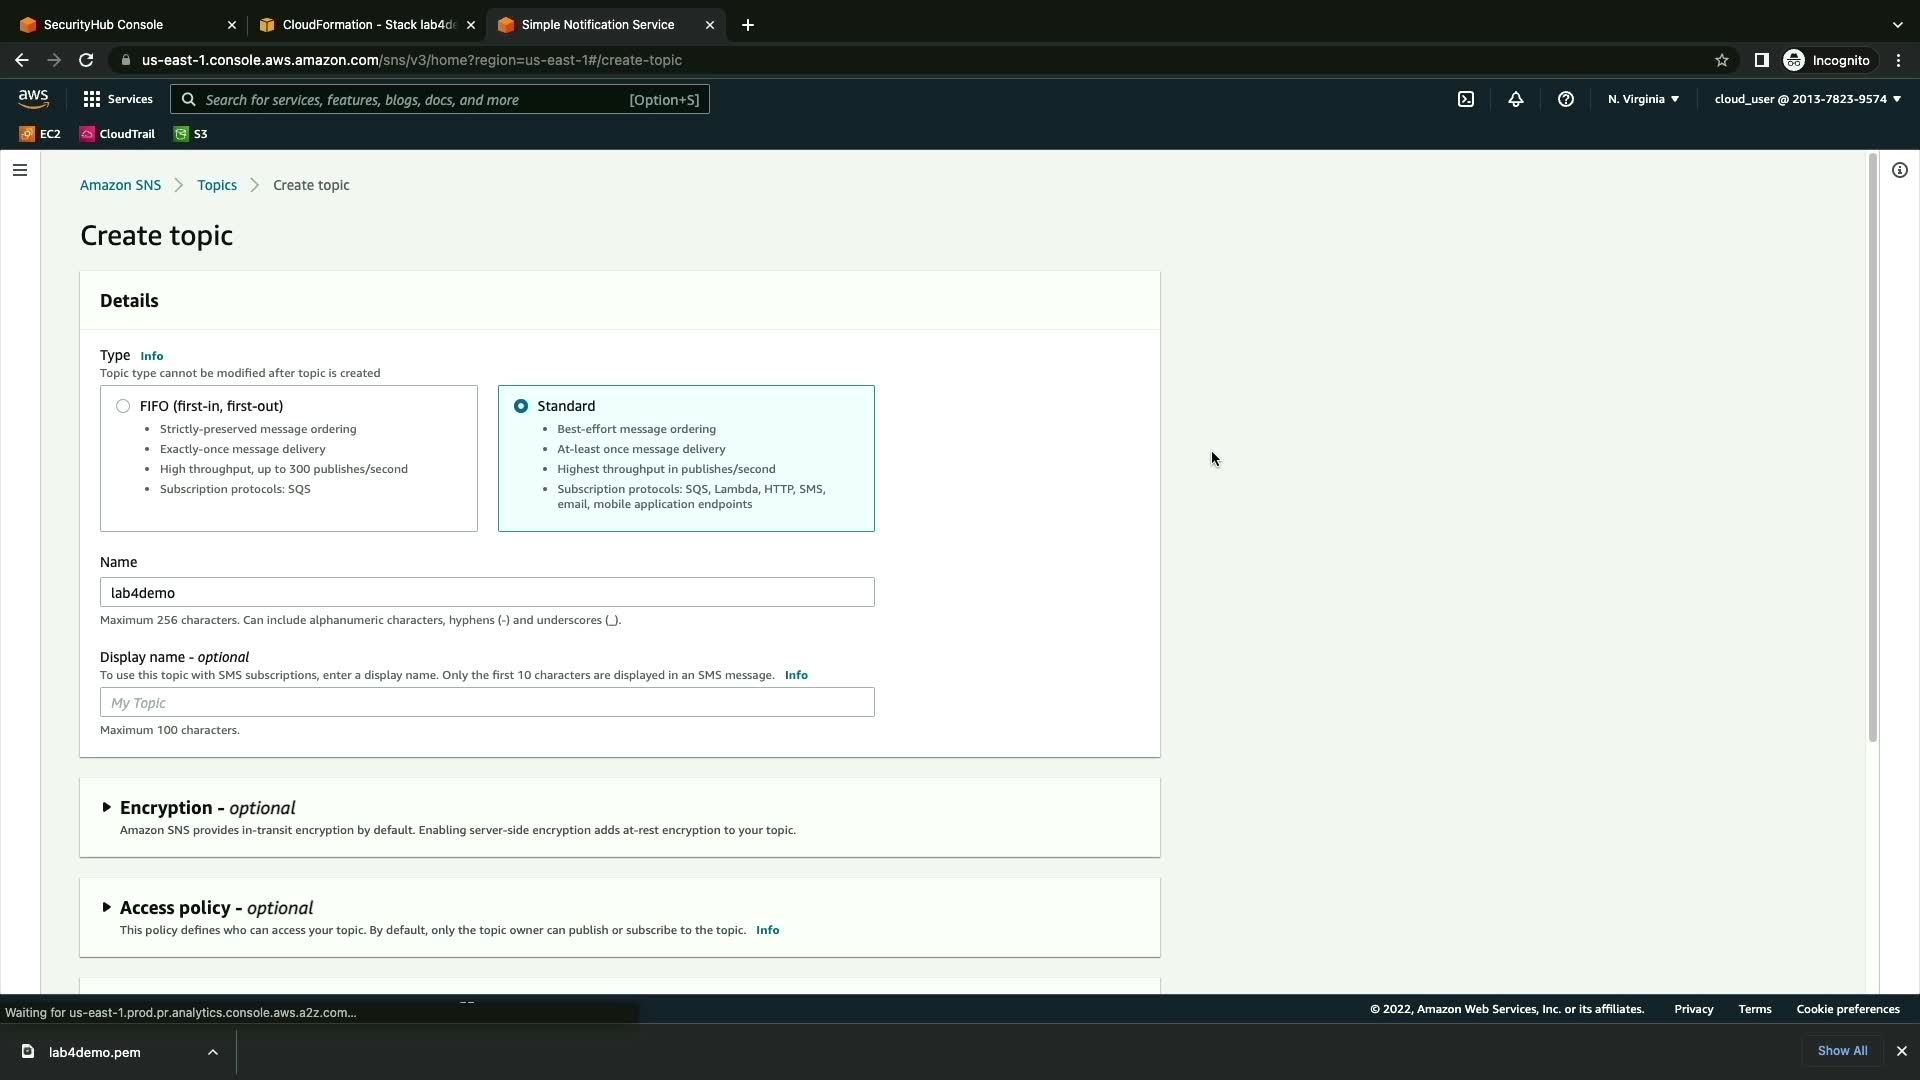 SecurityHub Console
CloudFormation - Stack lab4de
Simple Notification Service
us-east-1.console.aws.amazon.com/sns/v3/home?region=us-east-1#/create-topic
Incognito
aws
Services
Search for services, features, blogs, docs, and more [Option+S]
N. Virginia
cloud_user @ 2013-7823-9574
EC2
CloudTrail
S3
Amazon SNS
Topics
Create topic
Create topic
Details
Type Info
Topic type cannot be modified after topic is created
FIFO (first-in, first-out)
• Strictly-preserved message ordering
• Exactly-once message delivery
• High throughput, up to 300 publishes/second
• Subscription protocols: SQS
Standard
• Best-effort message ordering
• At-least once message delivery
• Highest throughput in publishes/second
• Subscription protocols: SQS, Lambda, HTTP, SMS,
email, mobile application endpoints
Name
lab4demo
Maximum 256 characters. Can include alphanumeric characters, hyphens (-) and underscores (_).
Display name - optional
To use this topic with SMS subscriptions, enter a display name. Only the first 10 characters are displayed in an SMS message. Info
My Topic
Maximum 100 characters.
Encryption - optional
Amazon SNS provides in-transit encryption by default. Enabling server-side encryption adds at-rest encryption to your topic.
Access policy - optional
This policy defines who can access your topic. By default, only the topic owner can publish or subscribe to the topic. Info
Waiting for us-east-1.prod.pr.analytics.console.aws.a2z.com...
© 2022, Amazon Web Services, Inc. or its affiliates.
Privacy
Terms
Cookie preferences
lab4demo.pem
Show All